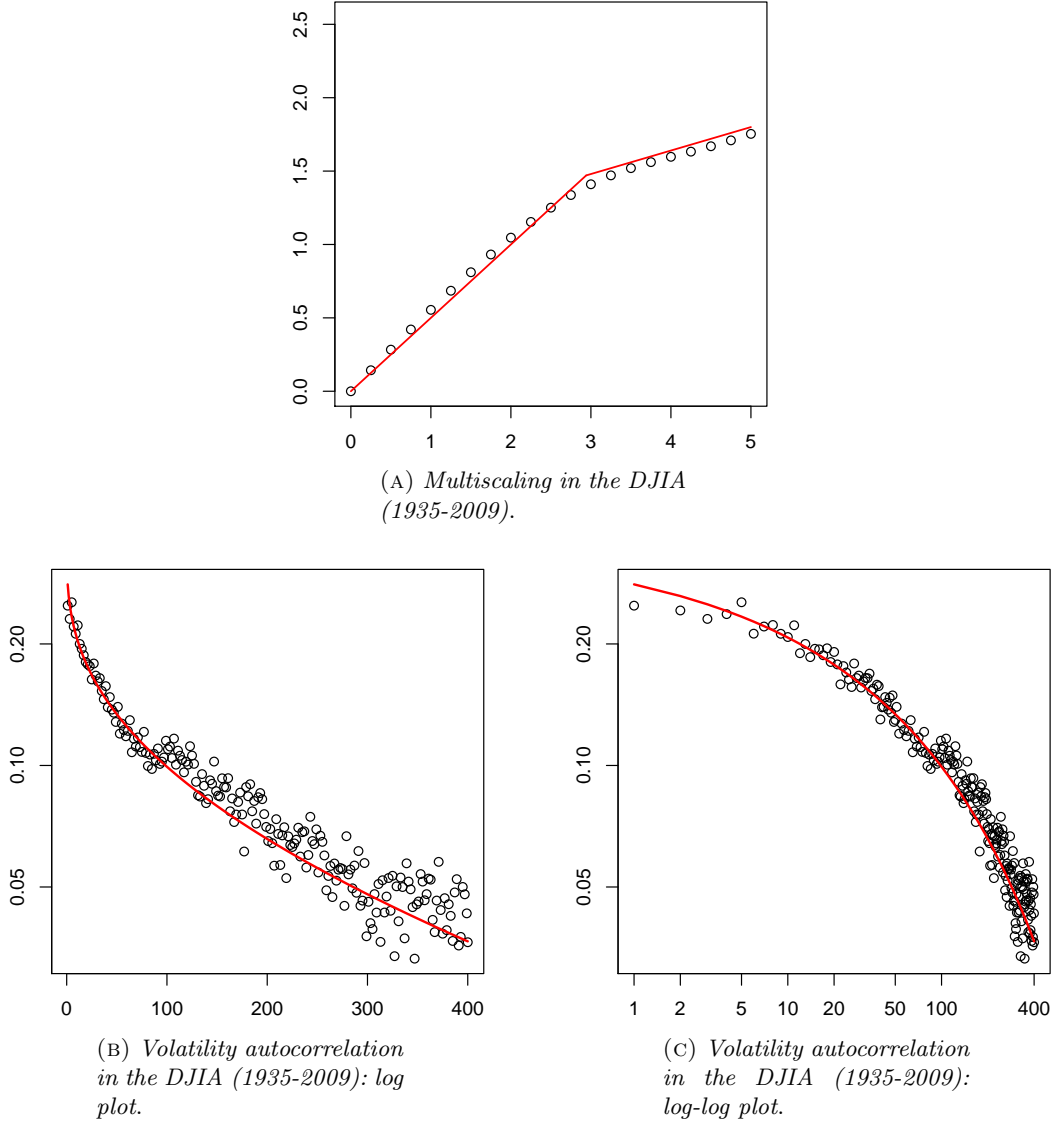 2.5
2.0
1.5
1.0
0.5
0.0
0 1 2 3 4 5
(A) Multiscaling in the DJIA
(1935-2009).
0.20
0.10
0.05
0 100 200 300 400
(B) Volatility autocorrelation
in the DJIA (1935-2009): log
plot.
0.20
0.10
0.05
1 2 5 10 20 50 100 400
(C) Volatility autocorrelation
in the DJIA (1935-2009):
log-log plot.